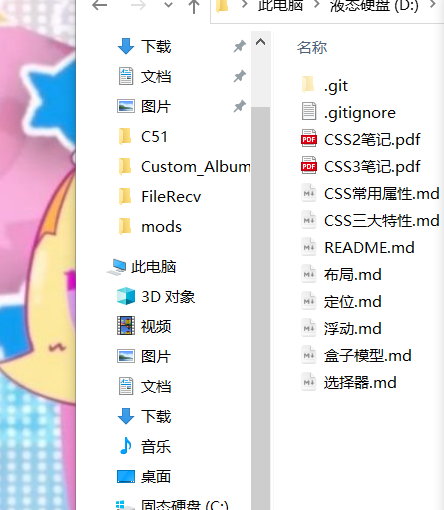 此电脑 > 液态硬盘 (D:) >
下载
文档
图片
C51
Custom_Album
FileRecv
mods
此电脑
3D 对象
视频
图片
文档
下载
音乐
桌面
固态硬盘 (C:)
名称
.git
.gitignore
CSS2笔记.pdf
CSS3笔记.pdf
CSS常用属性.md
CSS三大特性.md
README.md
布局.md
定位.md
浮动.md
盒子模型.md
选择器.md